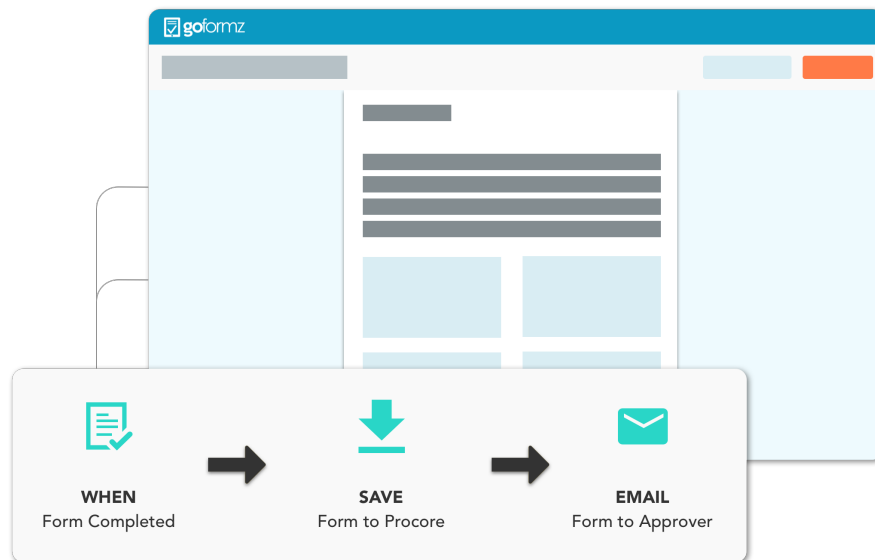 goformz
WHEN
Form Completed
SAVE
Form to Procore
EMAIL
Form to Approver